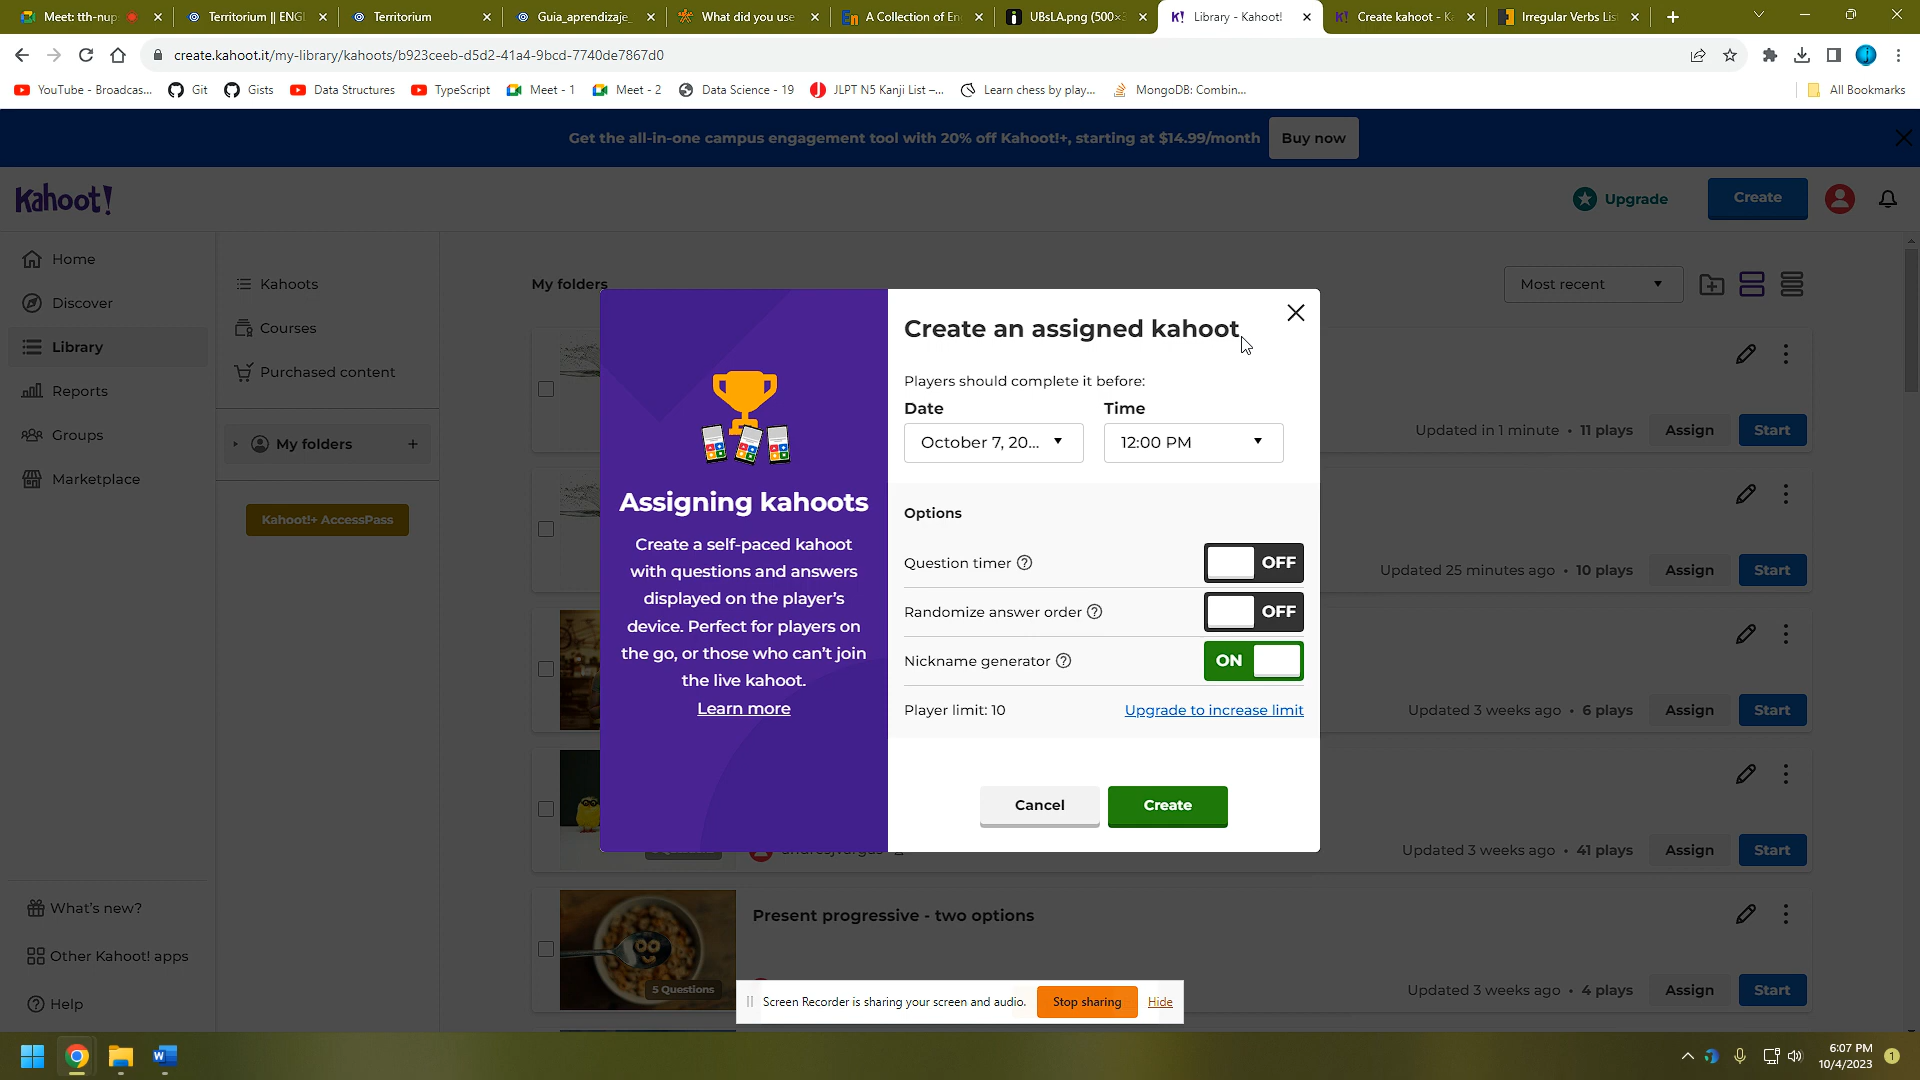 Meet: tth-nup
Territorium || ENGl
Territorium
Guia_aprendizaje_
What did you use
A Collection of En
UBsLA.png (500×
Library - Kahoot!
Create kahoot - K
Irregular Verbs Lis
create.kahoot.it/my-library/kahoots/b923ceeb-d5d2-41a4-9bcd-7740de7867d0
YouTube - Broadcas...
Git
Gists
Data Structures
TypeScript
Meet - 1
Meet - 2
Data Science - 19
JLPT N5 Kanji List –...
Learn chess by play...
MongoDB: Combin...
All Bookmarks
Get the all-in-one campus engagement tool with 20% off Kahoot!+, starting at $14.99/month
Buy now
Kahoot!
Upgrade
Create
Home
Discover
Library
Reports
Groups
Marketplace
Kahoots
Courses
Purchased content
My folders
Kahoot!+ AccessPass
My folders
Most recent
Updated in 1 minute • 11 plays
Assign
Start
Updated 25 minutes ago • 10 plays
Assign
Start
Updated 3 weeks ago • 6 plays
Assign
Start
Updated 3 weeks ago • 41 plays
Assign
Start
Present progressive - two options
5 Questions
Updated 3 weeks ago • 4 plays
Assign
Start
Assigning kahoots
Create a self-paced kahoot
with questions and answers
displayed on the player's
device. Perfect for players on
the go, or those who can't join
the live kahoot.
Learn more
Create an assigned kahoot
Players should complete it before:
Date
Time
October 7, 20...
12:00 PM
Options
Question timer
OFF
Randomize answer order
OFF
Nickname generator
ON
Player limit: 10
Upgrade to increase limit
Cancel
Create
What's new?
Other Kahoot! apps
Help
Screen Recorder is sharing your screen and audio.
Stop sharing
Hide
6:07 PM
10/4/2023
1